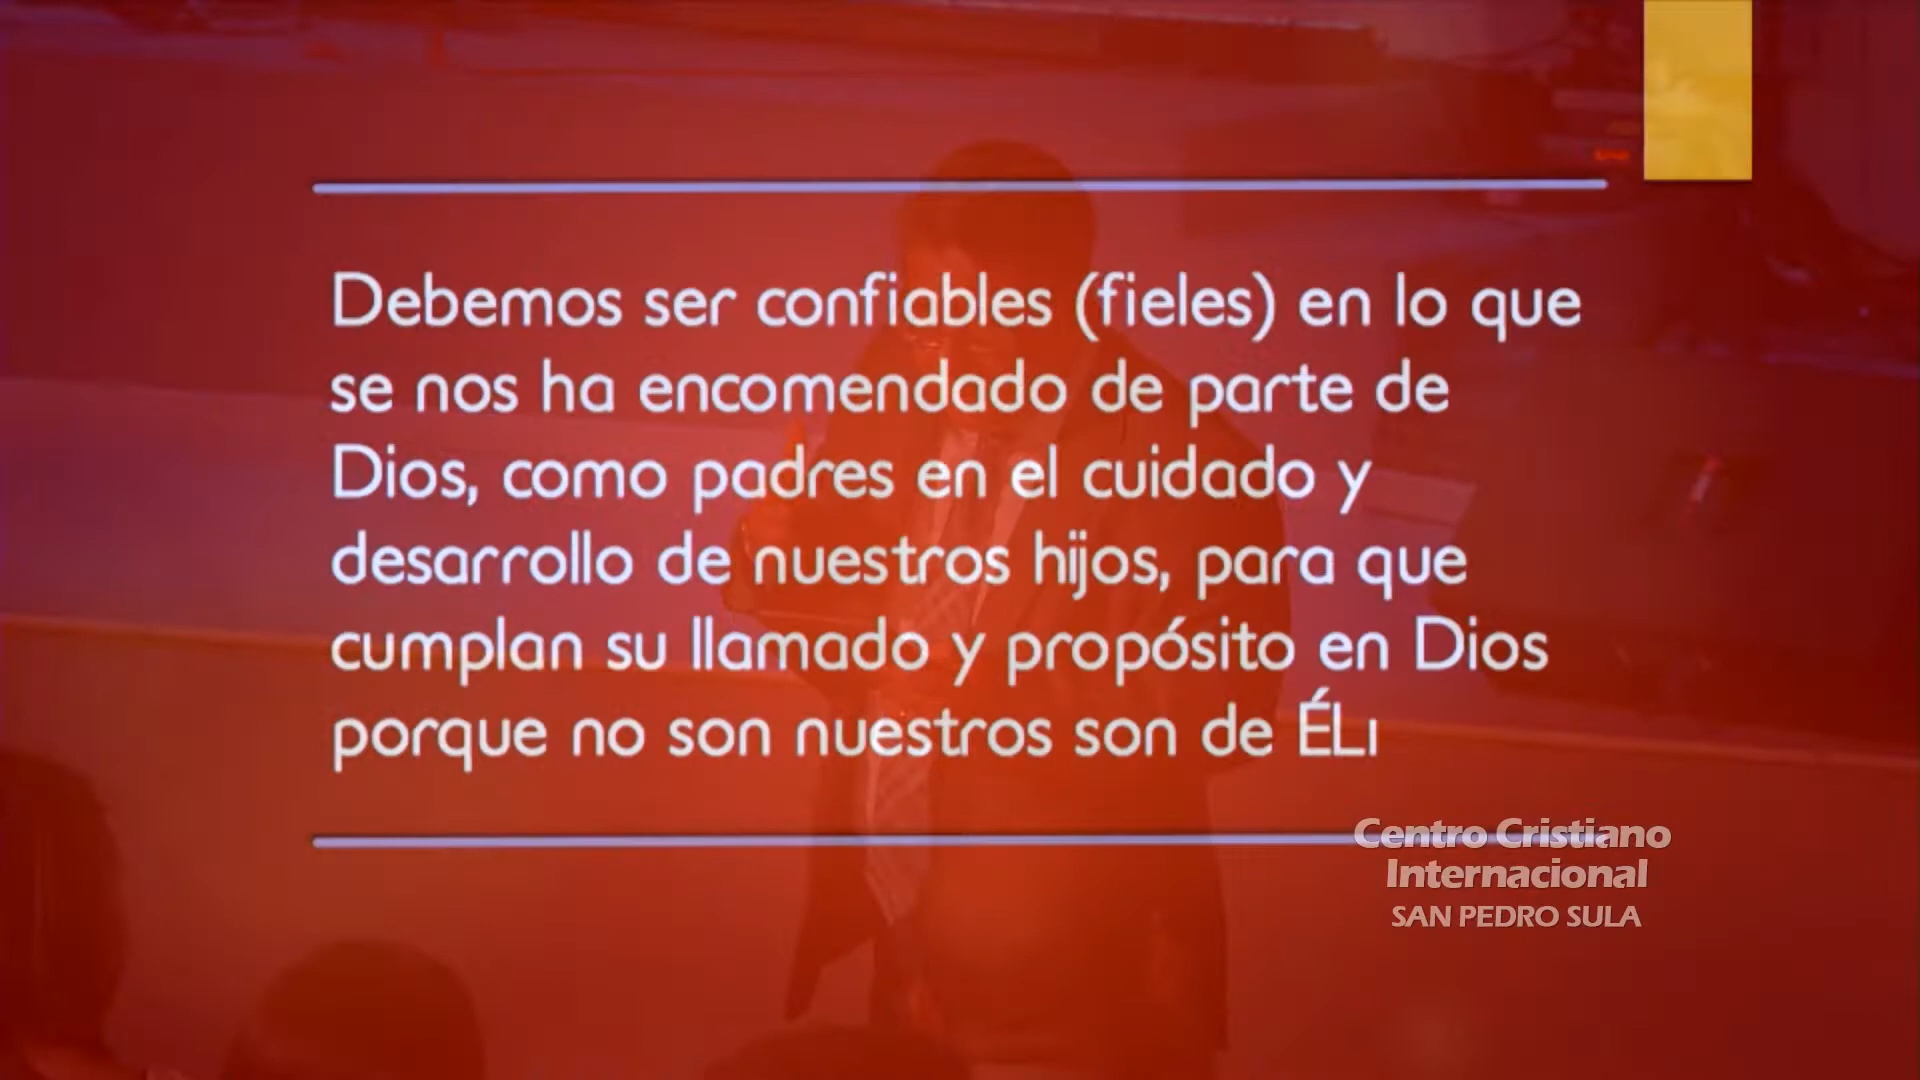 Debemos ser confiables (fieles) en lo que
se nos ha encomendado de parte de
Dios, como padres en el cuidado y
desarrollo de nuestros hijos, para que
cumplan su llamado y propósito en Dios
porque no son nuestros son de ÉLı
Centro Cristiano
Internacional
SAN PEDRO SULA